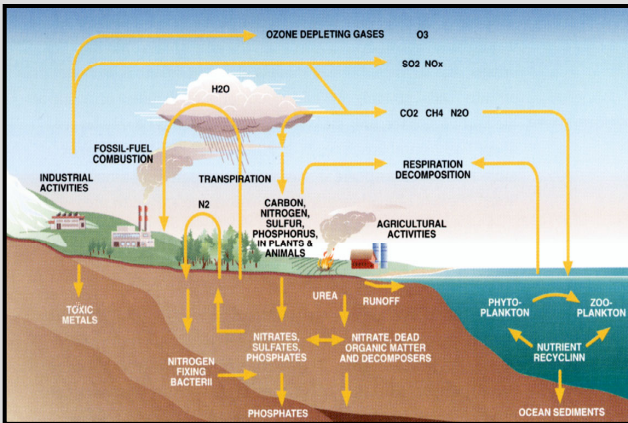 OZONE DEPLETING GASES O3
SO2 NOx
H2O
CO2 CH4 N2O
FOSSIL-FUEL
COMBUSTION
RESPIRATION
DECOMPOSITION
INDUSTRIAL
ACTIVITIES
TRANSPIRATION
N2
CARBON,
NITROGEN,
SULFUR,
PHOSPHORUS,
IN PLANTS &
ANIMALS
AGRICULTURAL
ACTIVITIES
TOXIC
METALS
UREA
RUNOFF
PHYTO-
PLANKTON
ZOO-
PLANKTON
NITRATES,
SULFATES,
PHOSPHATES
NITRATE, DEAD
ORGANIC MATTER
AND DECOMPOSERS
NUTRIENT
RECYCLINN
NITROGEN
FIXING
BACTERII
PHOSPHATES
OCEAN SEDIMENTS